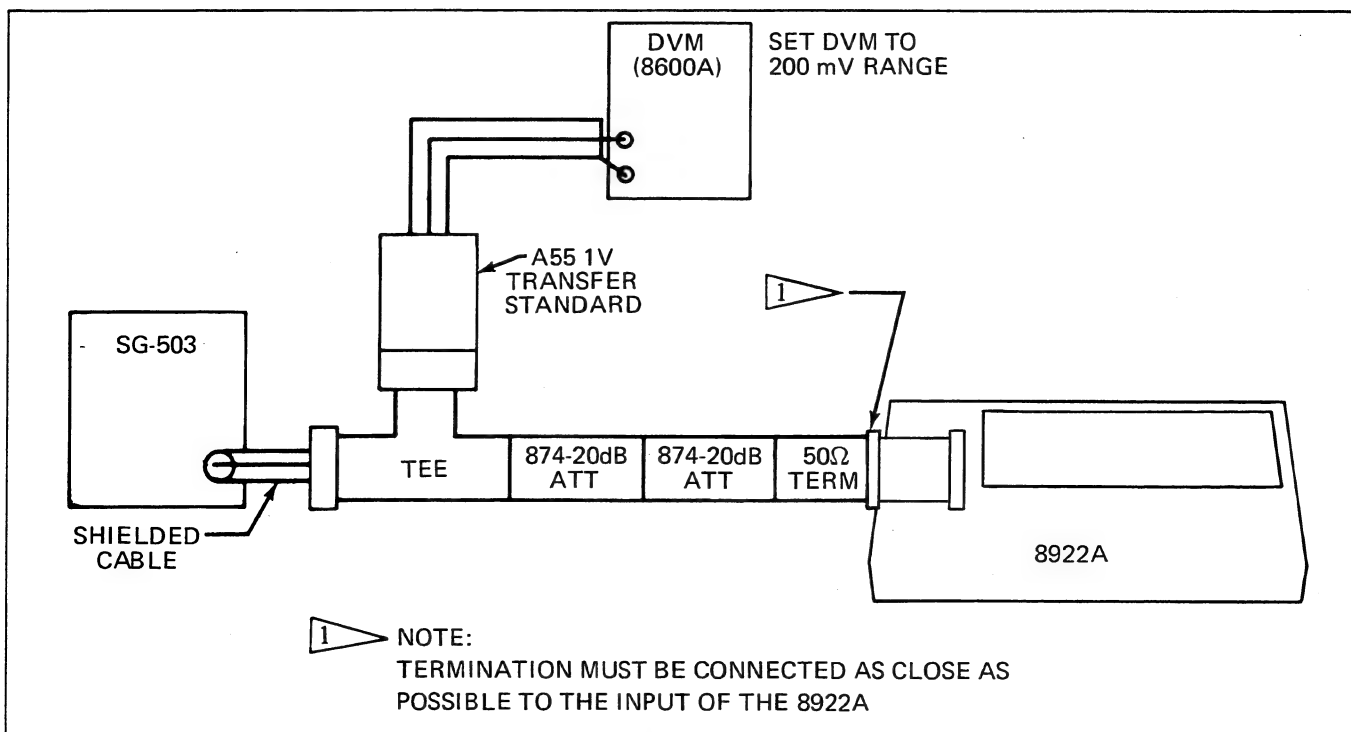 DVM
(8600A)
SET DVM TO
200 mV RANGE
A55 1V
TRANSFER
STANDARD
1
SG-503
TEE
874-20dB
ATT
874-20dB
ATT
50Ω
TERM
SHIELDED
CABLE
8922A
1 NOTE:
TERMINATION MUST BE CONNECTED AS CLOSE AS
POSSIBLE TO THE INPUT OF THE 8922A